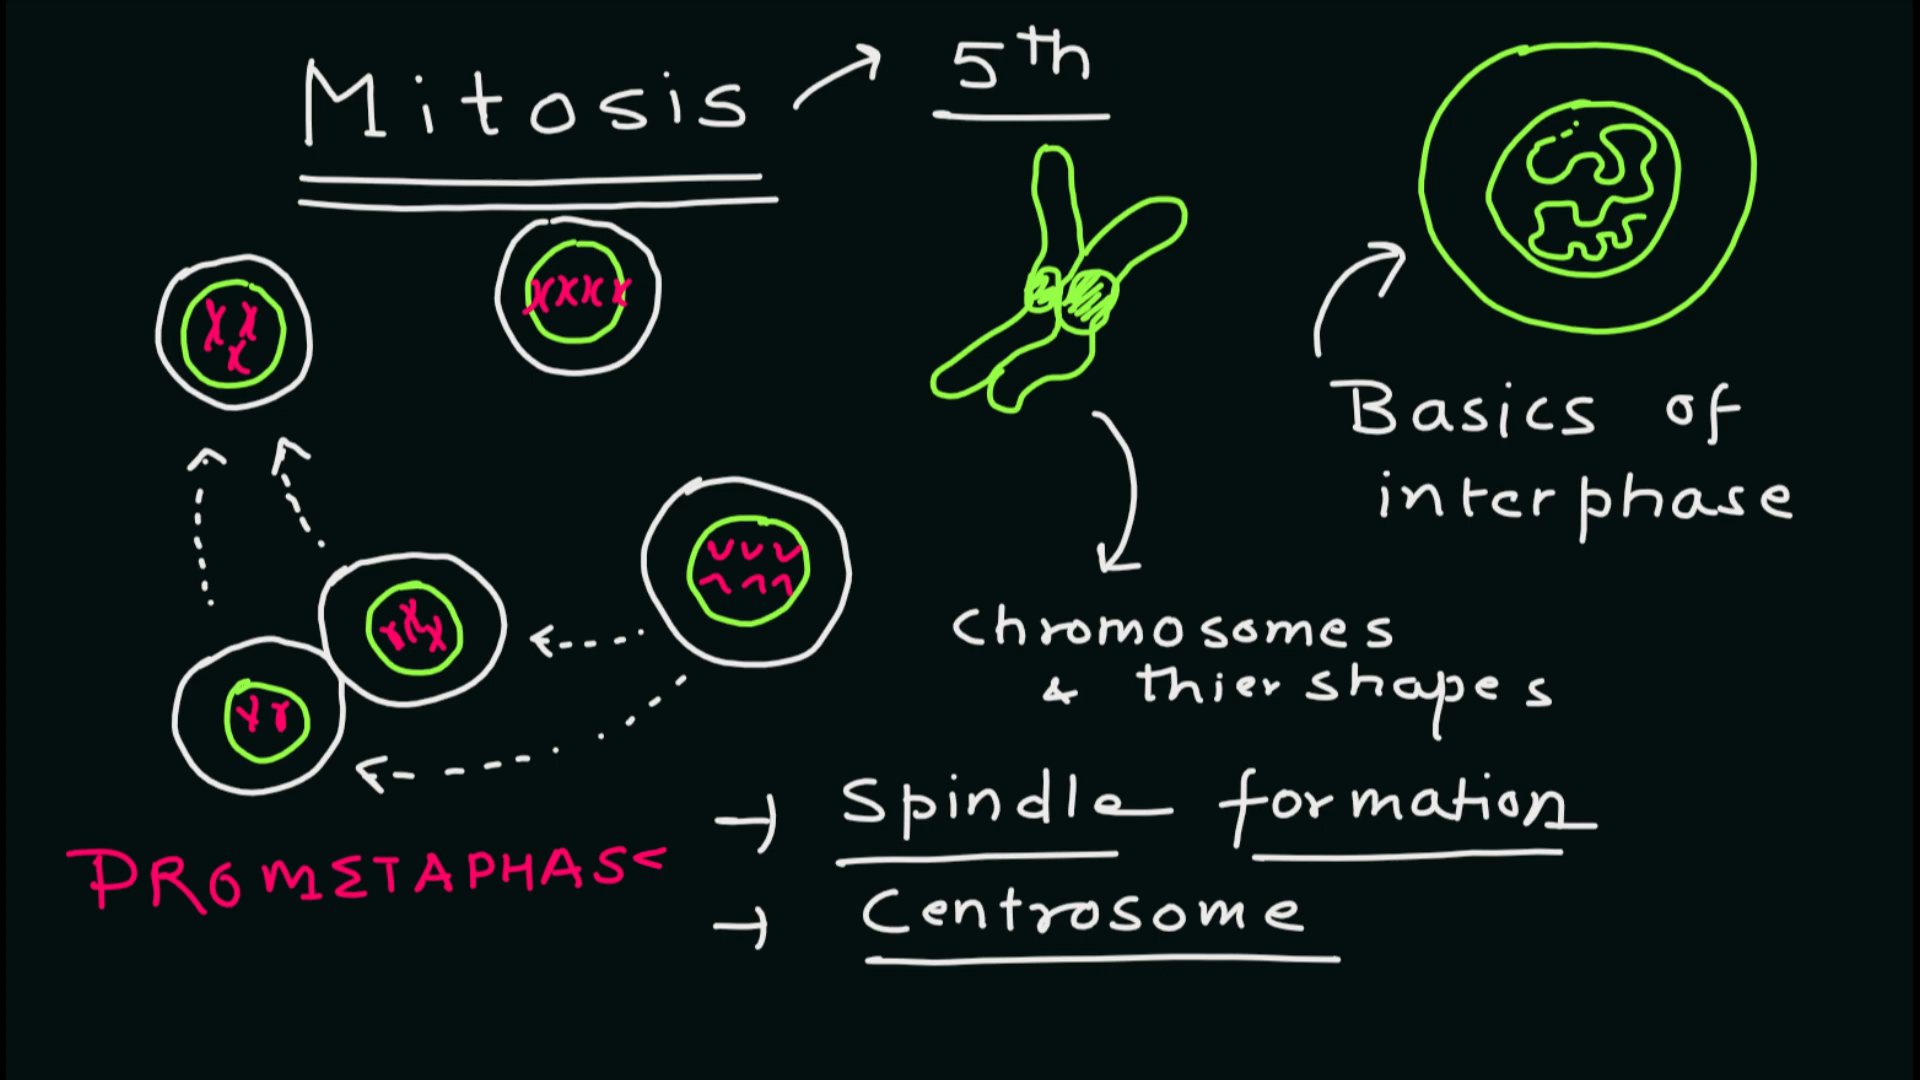 Mitosis → 5th
Basics of
interphase
Chromosomes
& thier shapes
→ Spindle formation
PROMETAPHASE
→ Centrosome